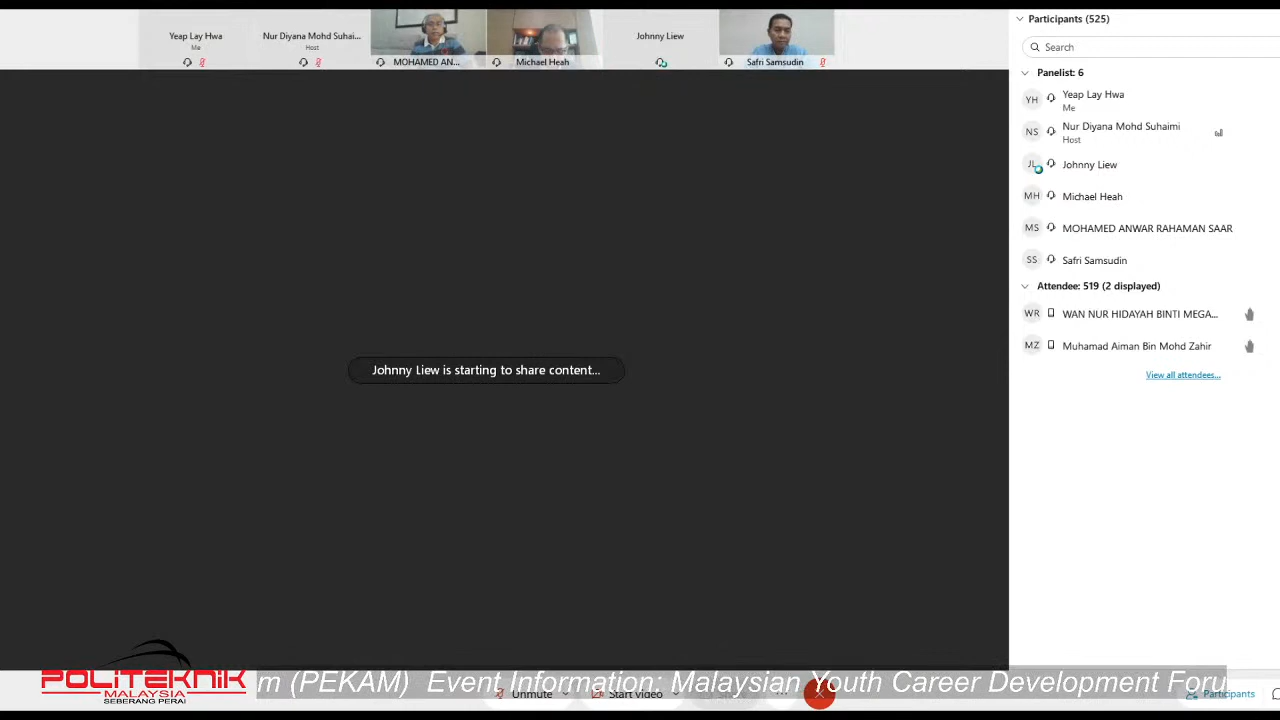 Yeap Lay Hwa
Me
Nur Diyana Mohd Suhai...
Host
MOHAMED AN...
Michael Heah
Johnny Liew
Safri Samsudin
Participants (525)
Search
Panelist: 6
YH
Yeap Lay Hwa
Me
NS
Nur Diyana Mohd Suhaimi
Host
JL
Johnny Liew
MH
Michael Heah
MS
MOHAMED ANWAR RAHAMAN SAAR
SS
Safri Samsudin
Attendee: 519 (2 displayed)
WR
WAN NUR HIDAYAH BINTI MEGA...
MZ
Muhamad Aiman Bin Mohd Zahir
View all attendees...
Johnny Liew is starting to share content...
POLITEKNIK
MALAYSIA
SEBERANG PERAI
m (PEKAM) Event Information: Malaysian Youth Career Development Foru
Unmute
Start video
Participants